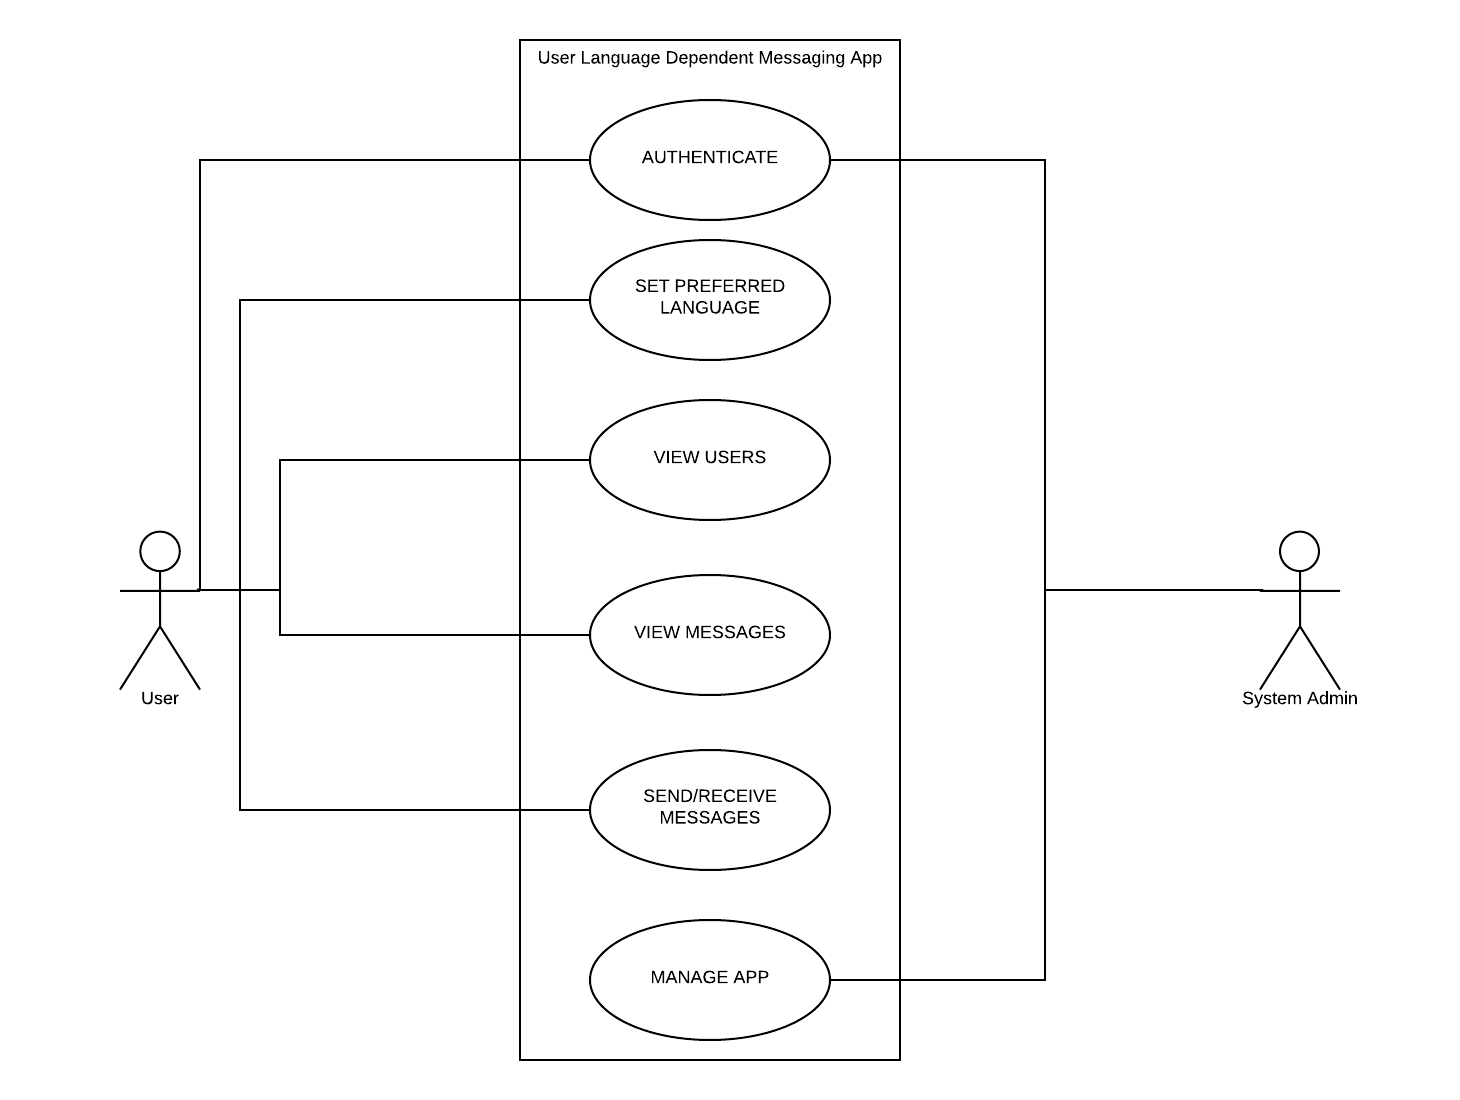 User Language Dependent Messaging App
AUTHENTICATE
SET PREFERRED
LANGUAGE
VIEW USERS
VIEW MESSAGES
User
System Admin
SEND/RECEIVE
MESSAGES
MANAGE APP